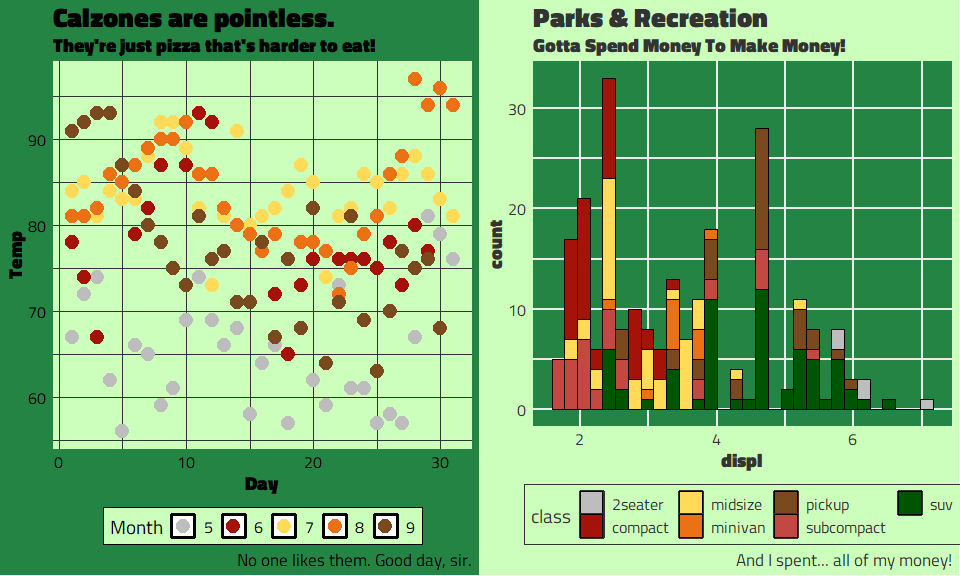 Calzones are pointless.
They're just pizza that's harder to eat!
Temp
90
80
70
60
0 10 20 30
Day
Month 5 6 7 8 9
No one likes them. Good day, sir.
Parks & Recreation
Gotta Spend Money To Make Money!
count
30
20
10
0
2 4 6
displ
class
2seater midsize pickup suv
compact minivan subcompact
And I spent... all of my money!